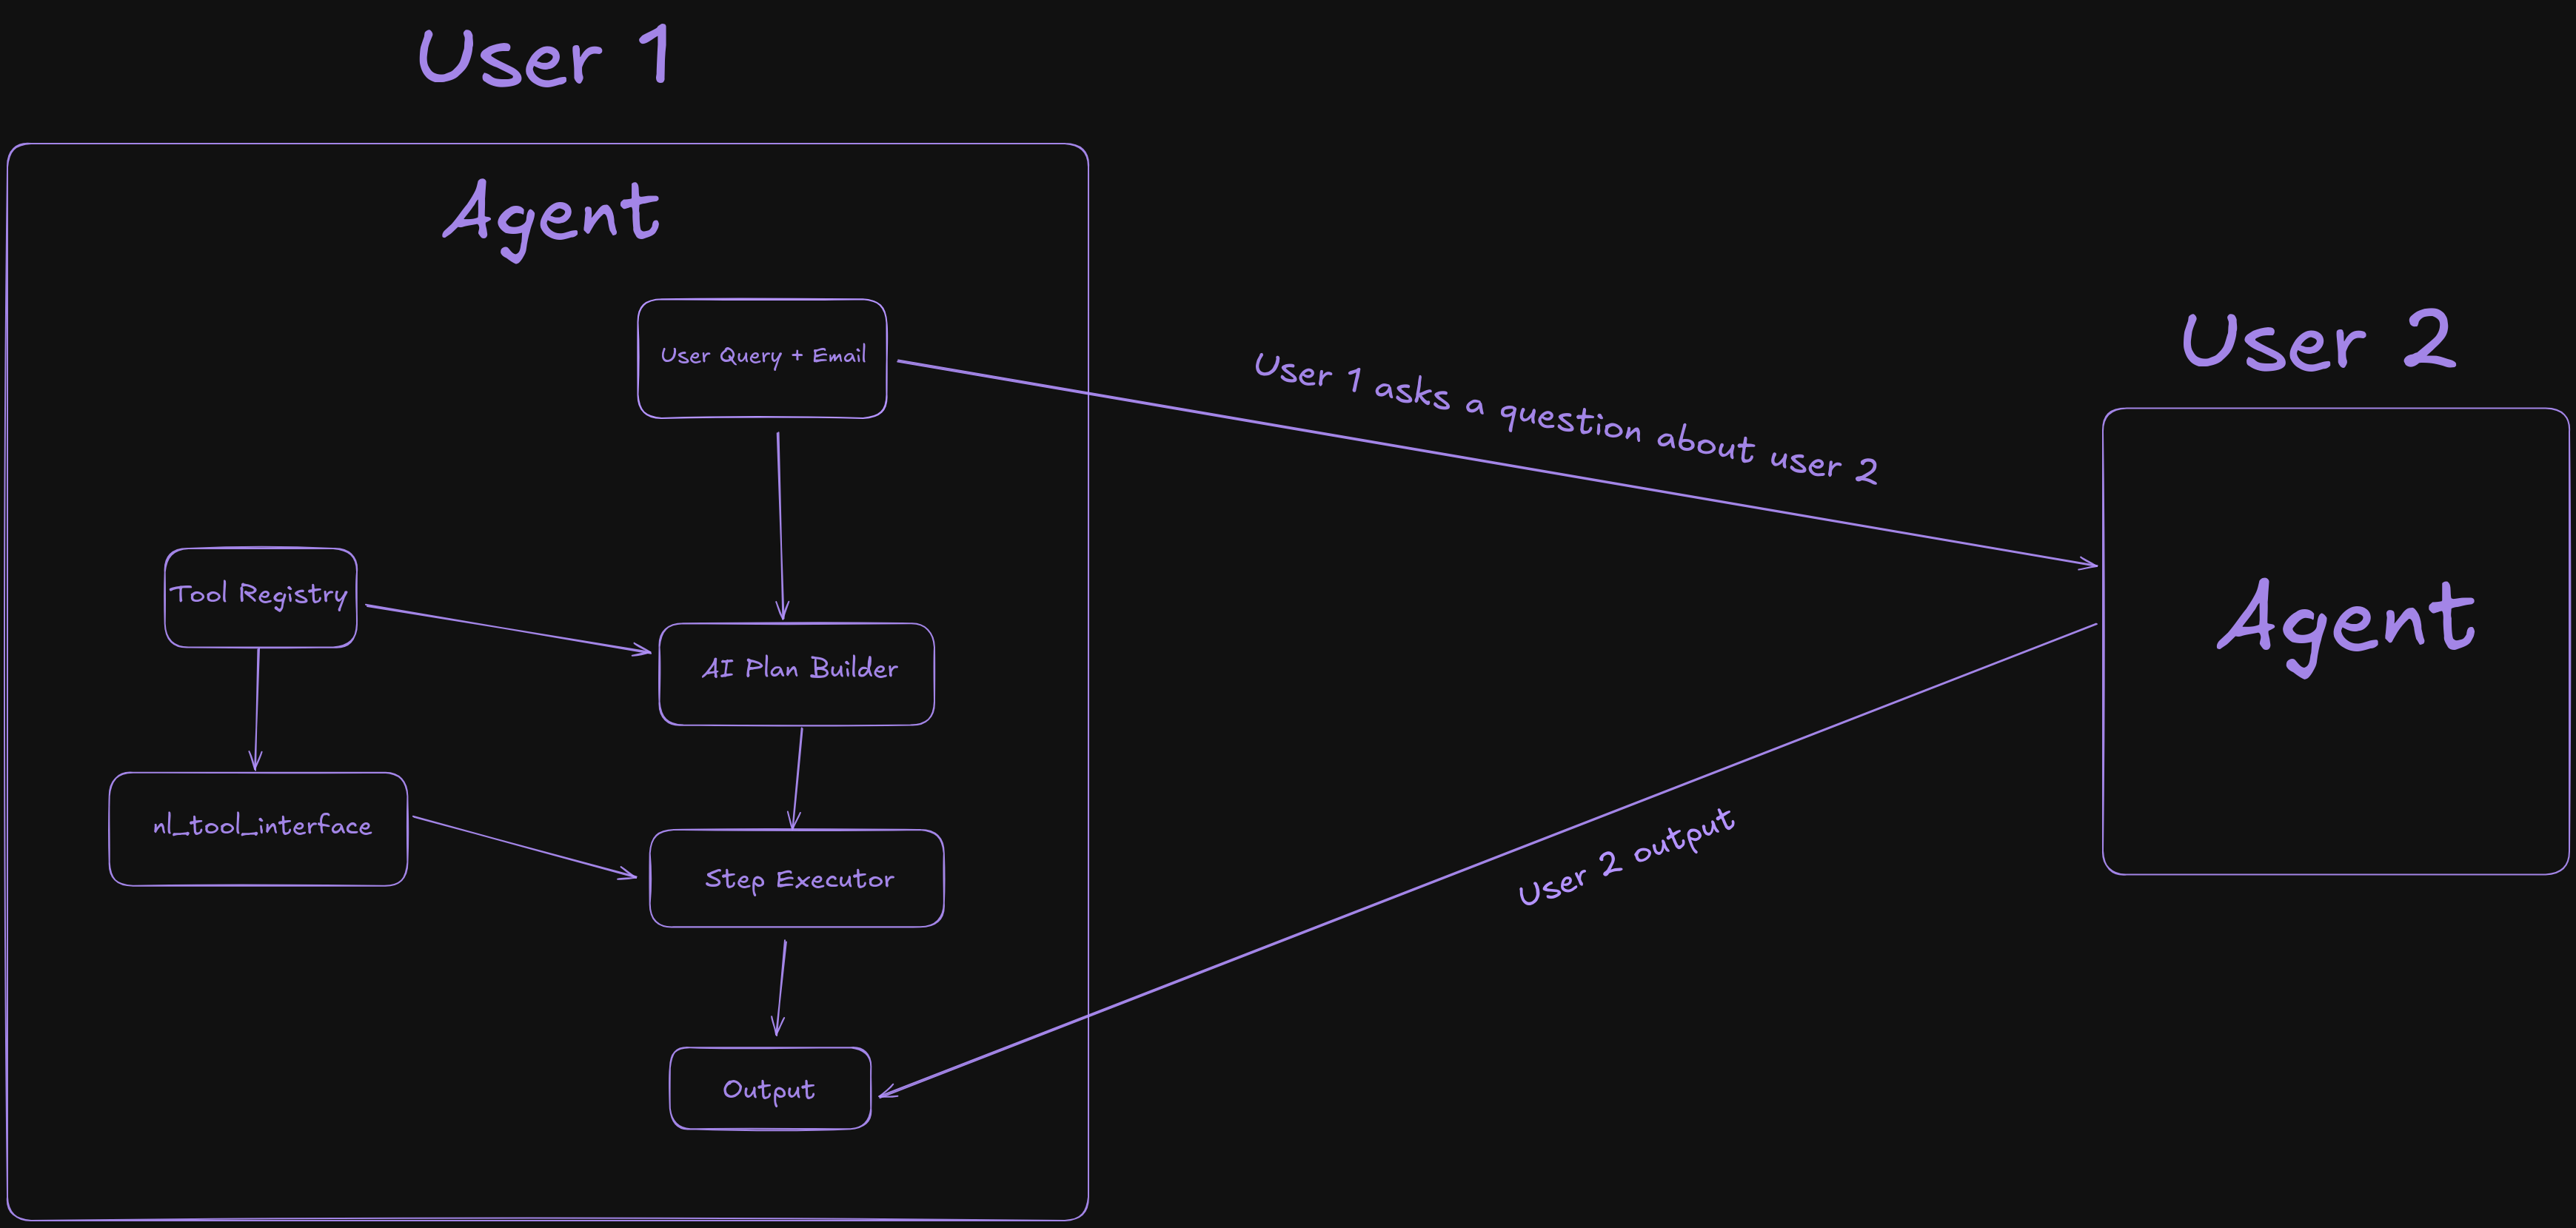 User 1
Agent
User Query + Email
User 1 asks a question about user 2
User 2
Tool Registry
AI Plan Builder
Agent
nl_tool_interface
Step Executor
User 2 output
Output